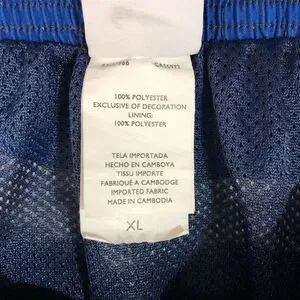 100% POLYESTER
EXCLUSIVE OF DECORATION
LINING:
100% POLYESTER
TELA IMPORTADA
HECHO EN CAMBOYA
TISSU IMPORTE
FABRIQUÉ A CAMBODGE
IMPORTED FABRIC
MADE IN CAMBODIA
XL